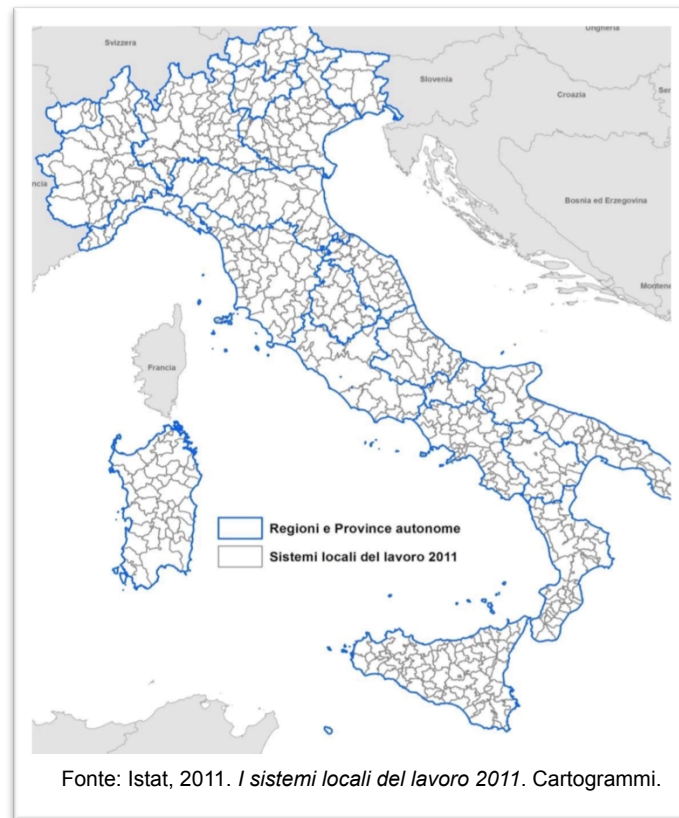 Svizzera
Ungheria
Slovenia
Croazia
Bosnia ed Erzegovina
Francia
Regioni e Province autonome
Sistemi locali del lavoro 2011
Fonte: Istat, 2011. I sistemi locali del lavoro 2011. Cartogrammi.